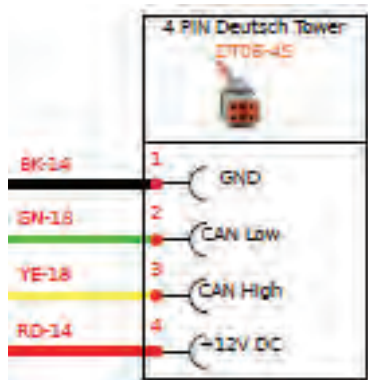 4 PIN Deutsch Tower
DT06-4S
BK-14
1
GND
GN-18
2
CAN Low
YE-18
3
CAN High
RD-14
4
+12V DC